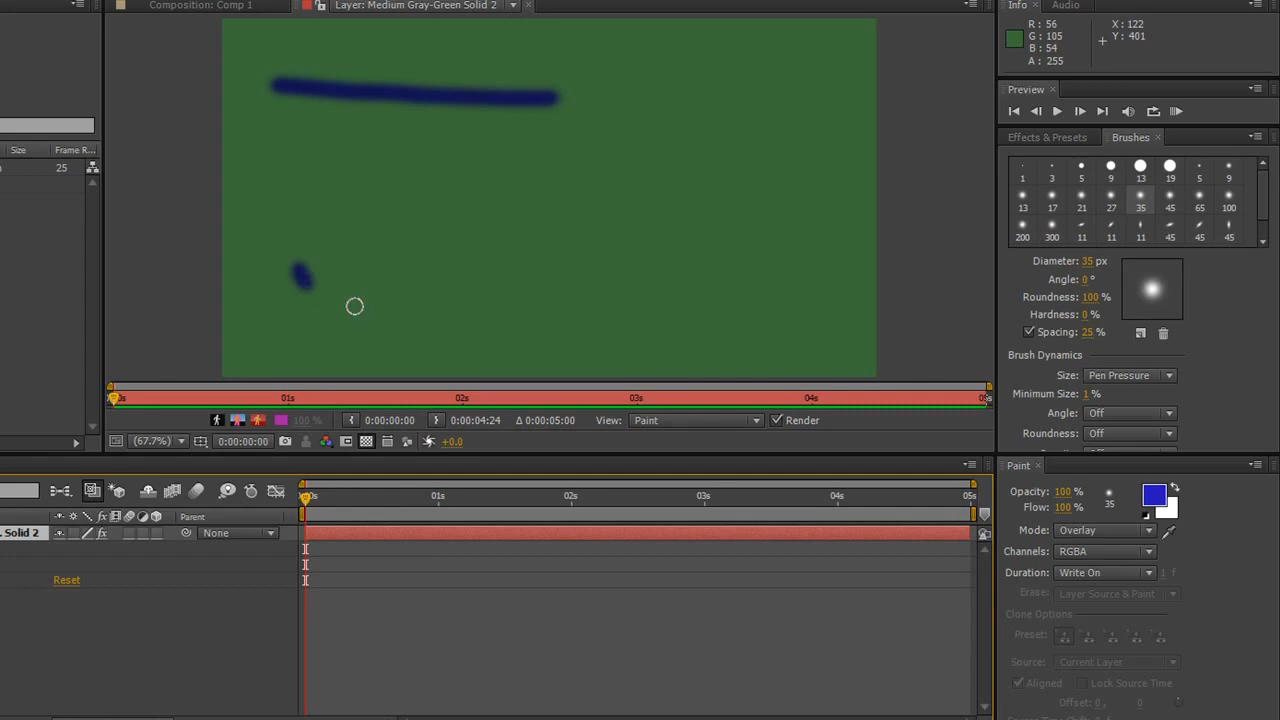 Composition: Comp 1
Layer: Medium Gray-Green Solid 2
Info
Audio
R : 56
G : 105
B : 54
A : 255
X : 122
Y : 401
Preview
Effects & Presets
Brushes
1 3 5 9 13 19 5 9
13 17 21 27 35 45 65 100
200 300 11 11 11 45 45 45
Diameter: 35 px
Angle: 0 °
Roundness: 100 %
Hardness: 0 %
Spacing: 25 %
Brush Dynamics
Size: Pen Pressure
Minimum Size: 1 %
Angle: Off
Roundness: Off
Size
Frame R...
25
01s 02s 03s 04s
100 %
0:00:00:00
0:00:04:24
Δ 0:00:05:00
View: Paint
Render
(67.7%)
0:00:00:00
+0.0
01s 02s 03s 04s 05s
Parent
. Solid 2
None
Reset
Paint
Opacity: 100 %
Flow: 100 %
35
Mode: Overlay
Channels: RGBA
Duration: Write On 1 f
Erase: Layer Source & Paint
Clone Options
Preset:
Source: Current Layer
Aligned
Lock Source Time
Offset: 0 , 0